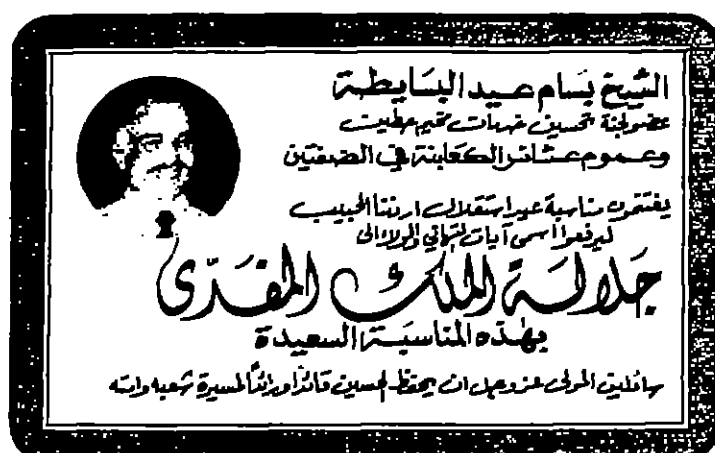 الشيخ بسام عيد البسايطة
عضو لجنة تحسين خدمات مخيم حطين
وعموم عشائر الكعابنة في الضفتين
يغتنمون مناسبة عيد استقلال اردننا الحبيب
ليرفعوا أسمى آيات التهاني والولاء الى
جلالة الملك المفدى
بهذه المناسبة السعيدة
سائلين المولى عز وجل ان يحفظ لحسين قائداً ورائداً لمسيرة شعبه وامته